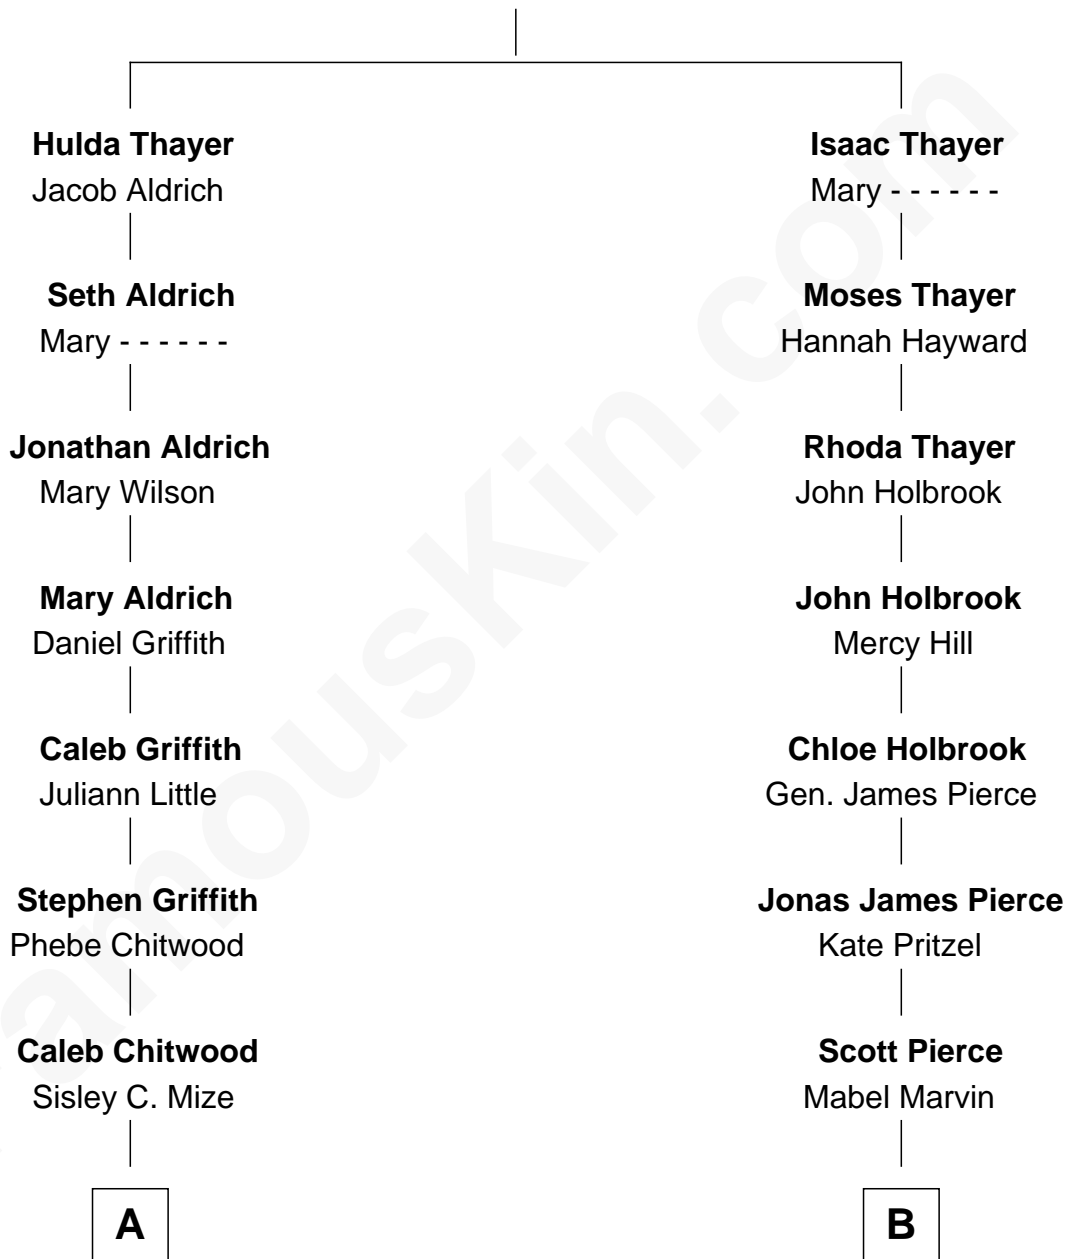 Hulda Thayer
Jacob Aldrich
Seth Aldrich
Mary - - - - - -
Jonathan Aldrich
Mary Wilson
Mary Aldrich
Daniel Griffith
Caleb Griffith
Juliann Little
Stephen Griffith
Phebe Chitwood
Caleb Chitwood
Sisley C. Mize
A
Isaac Thayer
Mary - - - - - -
Moses Thayer
Hannah Hayward
Rhoda Thayer
John Holbrook
John Holbrook
Mercy Hill
Chloe Holbrook
Gen. James Pierce
Jonas James Pierce
Kate Pritzel
Scott Pierce
Mabel Marvin
B
amousKin.com